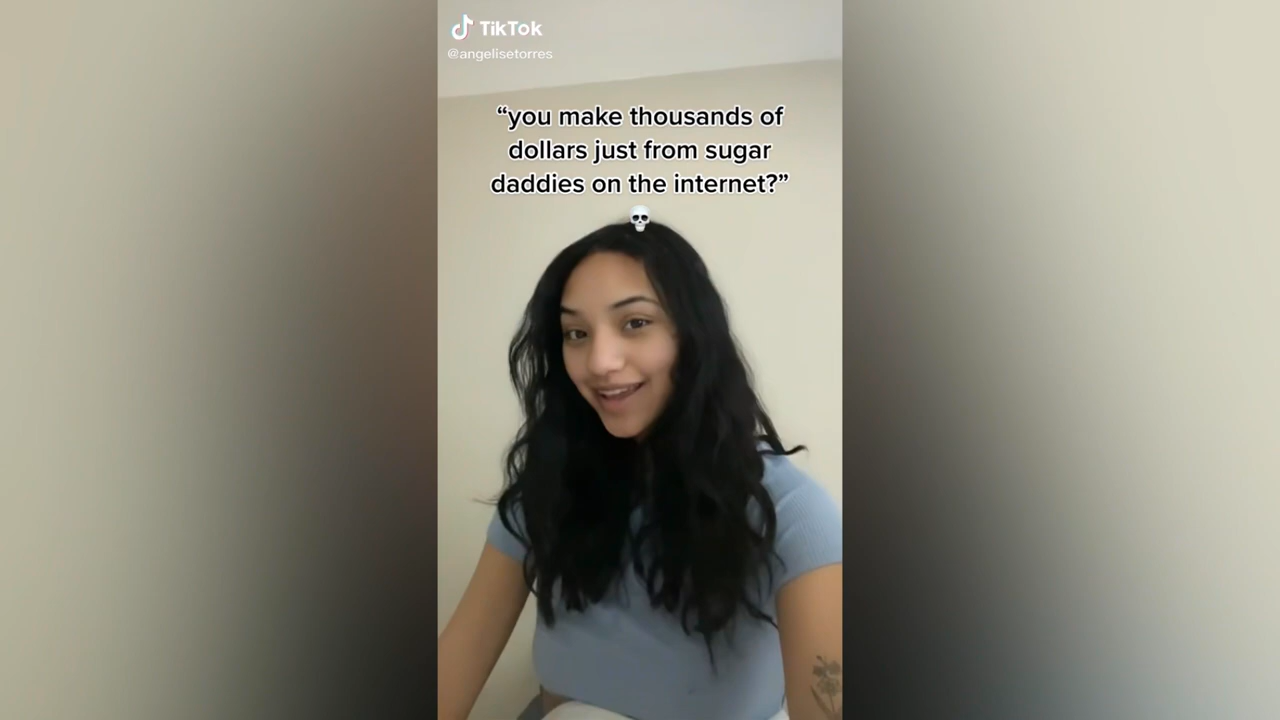 TikTok
@angelisetorres
“you make thousands of
dollars just from sugar
daddies on the internet?”
💀